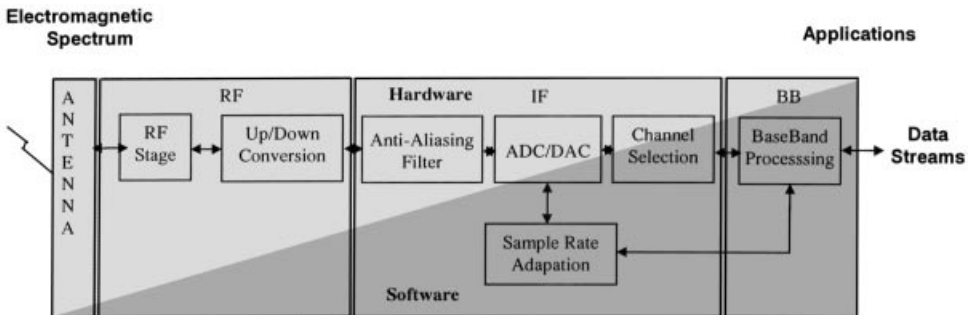 Electromagnetic
Spectrum
Applications
A
N
T
E
N
N
A
RF
Hardware
IF
BB
RF
Stage
Up/Down
Conversion
Anti-Aliasing
Filter
ADC/DAC
Channel
Selection
BaseBand
Processsing
Data
Streams
Sample Rate
Adapation
Software